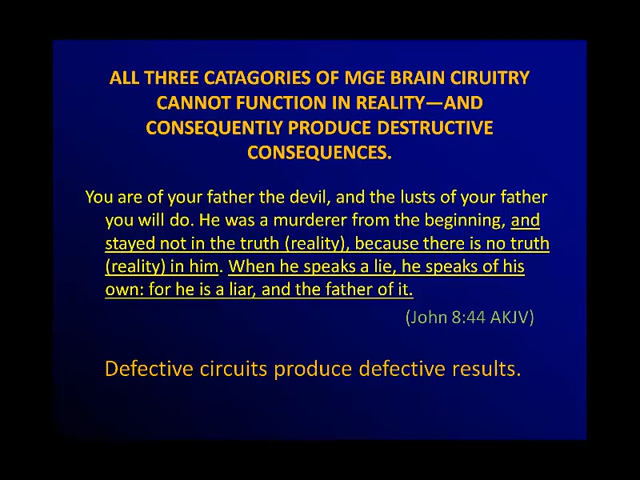 ALL THREE CATAGORIES OF MGE BRAIN CIRUITRY
CANNOT FUNCTION IN REALITY—AND
CONSEQUENTLY PRODUCE DESTRUCTIVE
CONSEQUENCES.
You are of your father the devil, and the lusts of your father
you will do. He was a murderer from the beginning, and
stayed not in the truth (reality), because there is no truth
(reality) in him. When he speaks a lie, he speaks of his
own: for he is a liar, and the father of it.
(John 8:44 AKJV)
Defective circuits produce defective results.